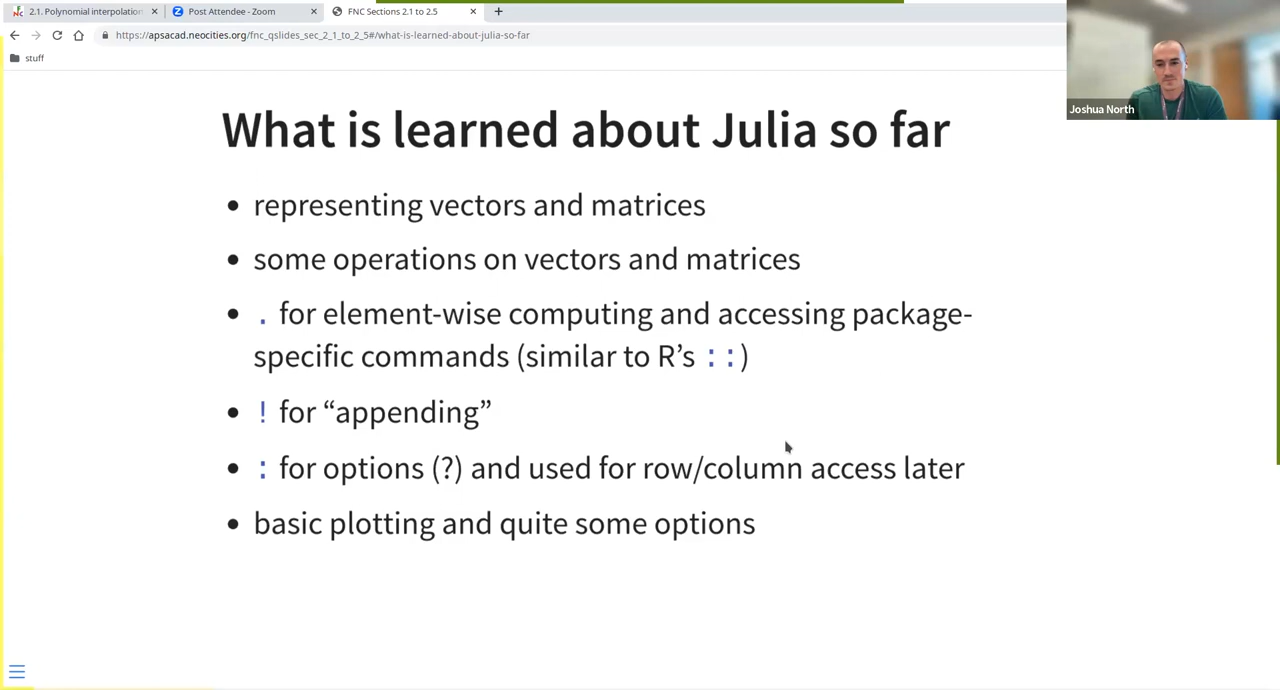 2.1. Polynomial interpolation
Post Attendee - Zoom
FNC Sections 2.1 to 2.5
https://apsacad.neocities.org/fnc_qslides_sec_2_1_to_2_5#/what-is-learned-about-julia-so-far
stuff
Joshua North
What is learned about Julia so far
• representing vectors and matrices
• some operations on vectors and matrices
• . for element-wise computing and accessing package-
specific commands (similar to R’s ::)
• ! for “appending”
• : for options (?) and used for row/column access later
• basic plotting and quite some options